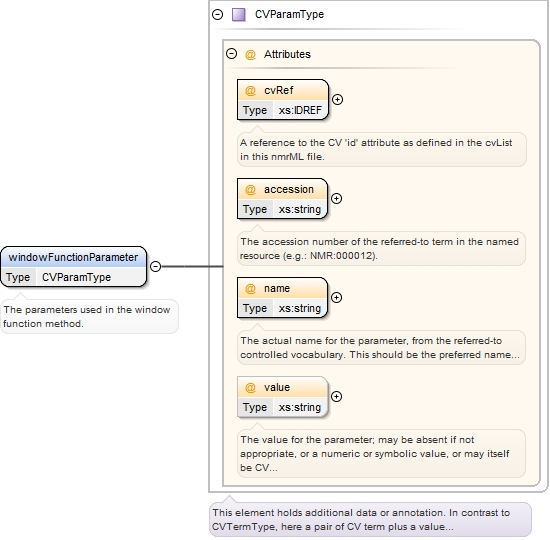 CVParamType
@ Attributes
@ cvRef
Type xs:IDREF
A reference to the CV 'id' attribute as defined in the cvList
in this nmrML file.
@ accession
Type xs:string
The accession number of the referred-to term in the named
resource (e.g.: NMR:000012).
windowFunctionParameter
Type CVParamType
The parameters used in the window
function method.
@ name
Type xs:string
The actual name for the parameter, from the referred-to
controlled vocabulary. This should be the preferred name...
@ value
Type xs:string
The value for the parameter; may be absent if not
appropriate, or a numeric or symbolic value, or may itself
be CV...
This element holds additional data or annotation. In contrast to
CVTermType, here a pair of CV term plus a value...